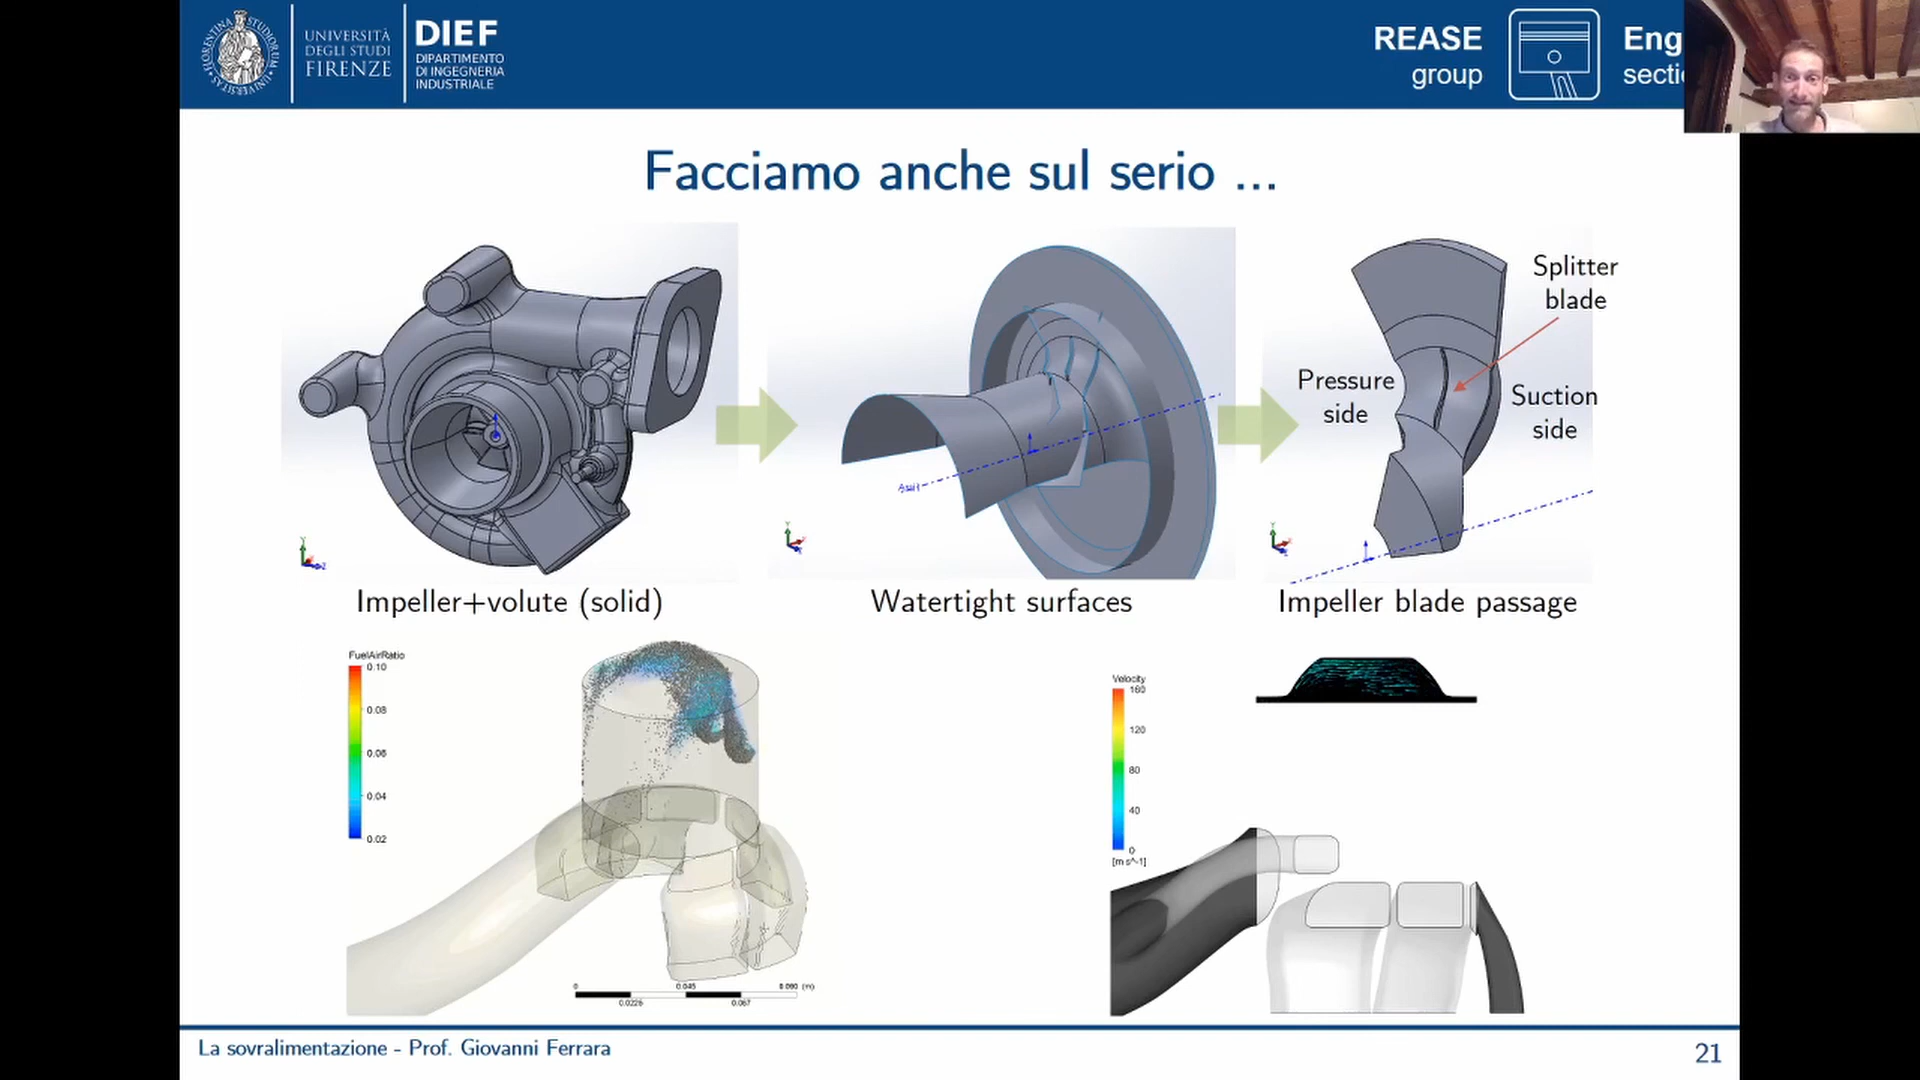 UNIVERSITÀ
DEGLI STUDI
FIRENZE
DIEF
DIPARTIMENTO
DI INGEGNERIA
INDUSTRIALE
REASE
group
Eng
secti
Facciamo anche sul serio ...
Splitter
blade
Pressure
side
Suction
side
Impeller+volute (solid)
Watertight surfaces
Impeller blade passage
FuelAirRatio
0.10
0.08
0.06
0.04
0.02
0
0.045
0.090 (m)
0.0225
0.067
Velocity
160
120
80
40
0
[m s^-1]
La sovralimentazione - Prof. Giovanni Ferrara
21